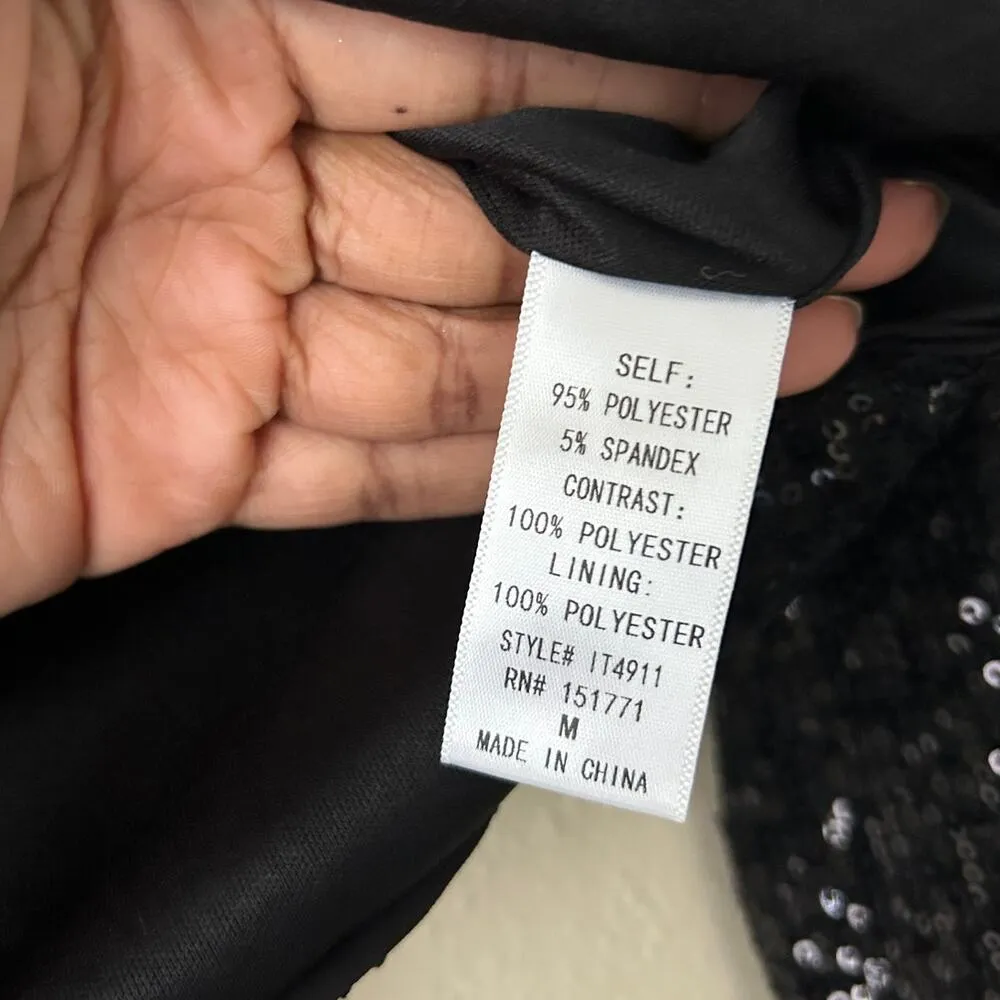 SELF:
95% POLYESTER
5% SPANDEX
CONTRAST:
100% POLYESTER
LINING:
100% POLYESTER
STYLE# IT4911
RN# 151771
M
MADE IN CHINA